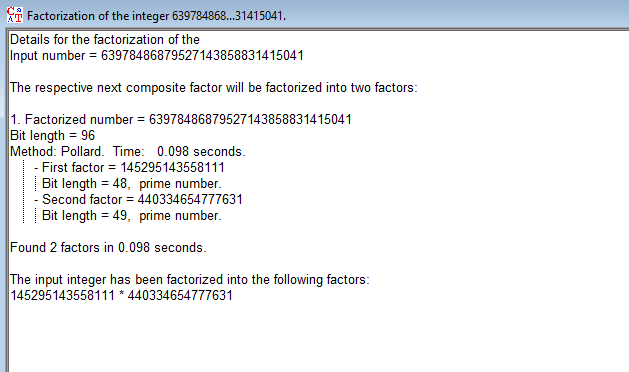 Factorization of the integer 639784868...31415041.
Details for the factorization of the
Input number = 63978486879527143858831415041
The respective next composite factor will be factorized into two factors:
1. Factorized number = 63978486879527143858831415041
Bit length = 96
Method: Pollard. Time: 0.098 seconds.
- First factor = 145295143558111
Bit length = 48, prime number.
- Second factor = 440334654777631
Bit length = 49, prime number.
Found 2 factors in 0.098 seconds.
The input integer has been factorized into the following factors:
145295143558111 * 440334654777631